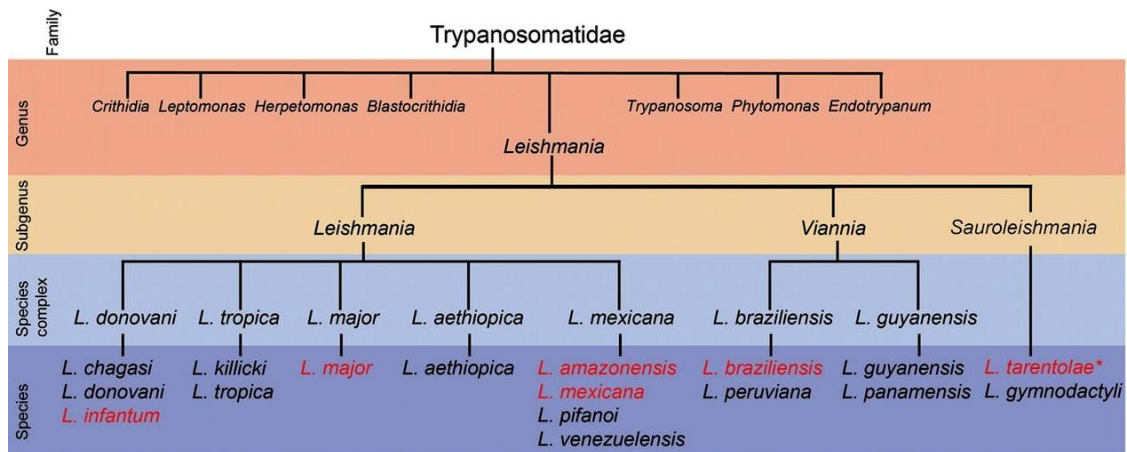 Family
Trypanosomatidae
Genus
Crithidia Leptomonas Herpetomonas Blastocrithidia Trypanosoma Phytomonas Endotrypanum
Leishmania
Subgenus
Leishmania Viannia Sauroleishmania
Species complex
L. donovani L. tropica L. major L. aethiopica L. mexicana L. braziliensis L. guyanensis
Species
L. chagasi L. killicki L. major L. aethiopica L. amazonensis L. braziliensis L. guyanensis L. tarentolae*
L. donovani L. tropica L. mexicana L. peruviana L. panamensis L. gymnodactyli
L. infantum L. pifanoi
L. venezuelensis